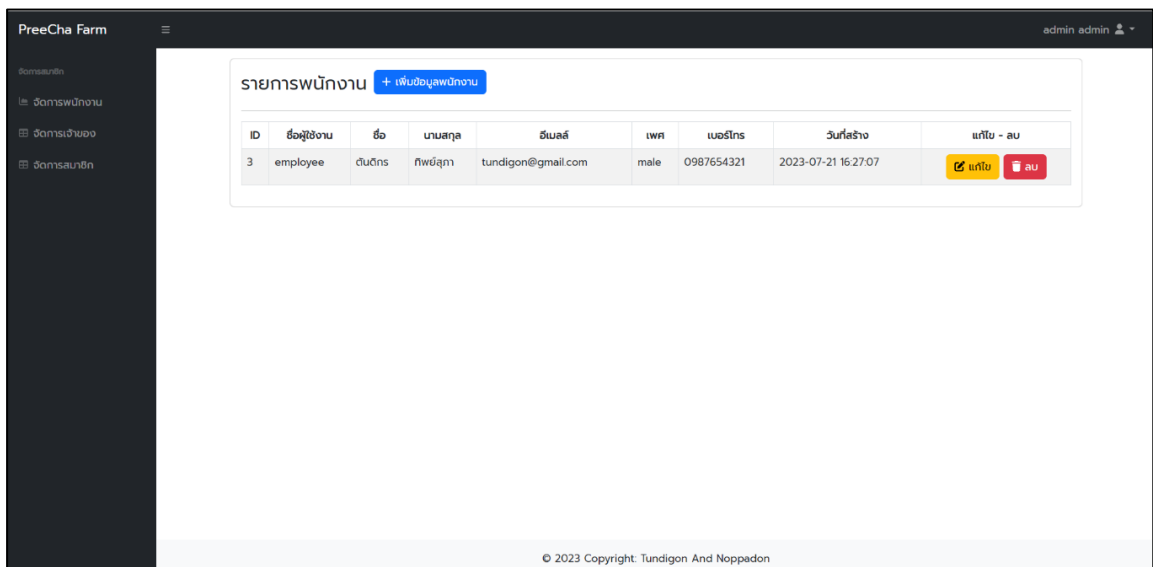 PreeCha Farm
admin admin
จัดการสมาชิก
จัดการพนักงาน
จัดการเจ้าของ
จัดการสมาชิก
รายการพนักงาน + เพิ่มข้อมูลพนักงาน
ID ชื่อผู้ใช้งาน ชื่อ นามสกุล อีเมลล์ เพศ เบอร์โทร วันที่สร้าง แก้ไข - ลบ
3 employee ตันดิกร ทิพย์สุภา tundigon@gmail.com male 0987654321 2023-07-21 16:27:07 แก้ไข ลบ
© 2023 Copyright: Tundigon And Noppadon